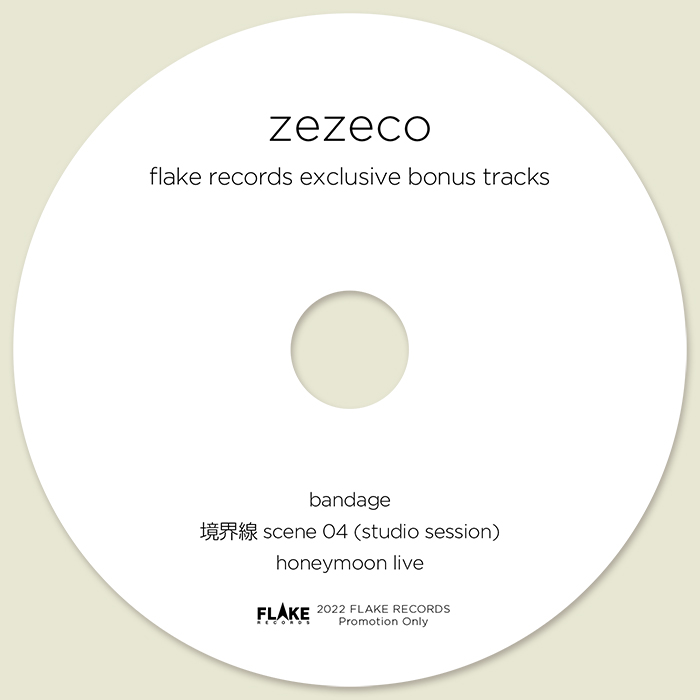 zezeco
flake records exclusive bonus tracks
bandage
境界線 scene 04 (studio session)
honeymoon live
FLAKE RECORDS
2022 FLAKE RECORDS
Promotion Only